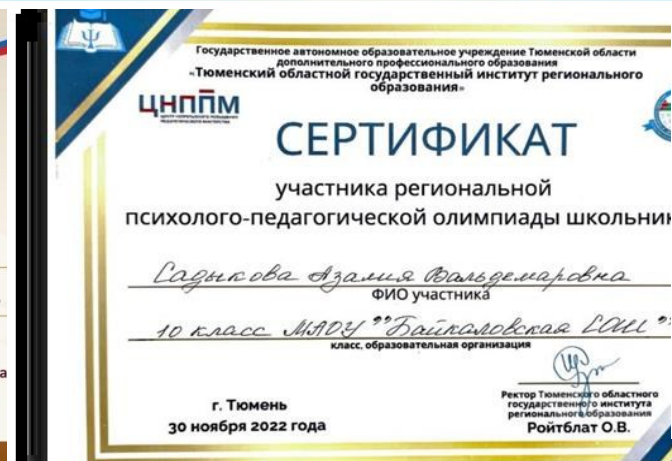 Государственное автономное образовательное учреждение Тюменской области
дополнительного профессионального образования
«Тюменский областной государственный институт регионального
образования»
ЦНППМ
СЕРТИФИКАТ
участника региональной
психолого-педагогической олимпиады школьник
Садыкова Азалия Вальдемаровна
ФИО участника
10 класс МАОУ "Байкаловская СОШ"
класс, образовательная организация
г. Тюмень
30 ноября 2022 года
Ректор Тюменского областного
государственного института
регионального образования
Ройтблат О.В.